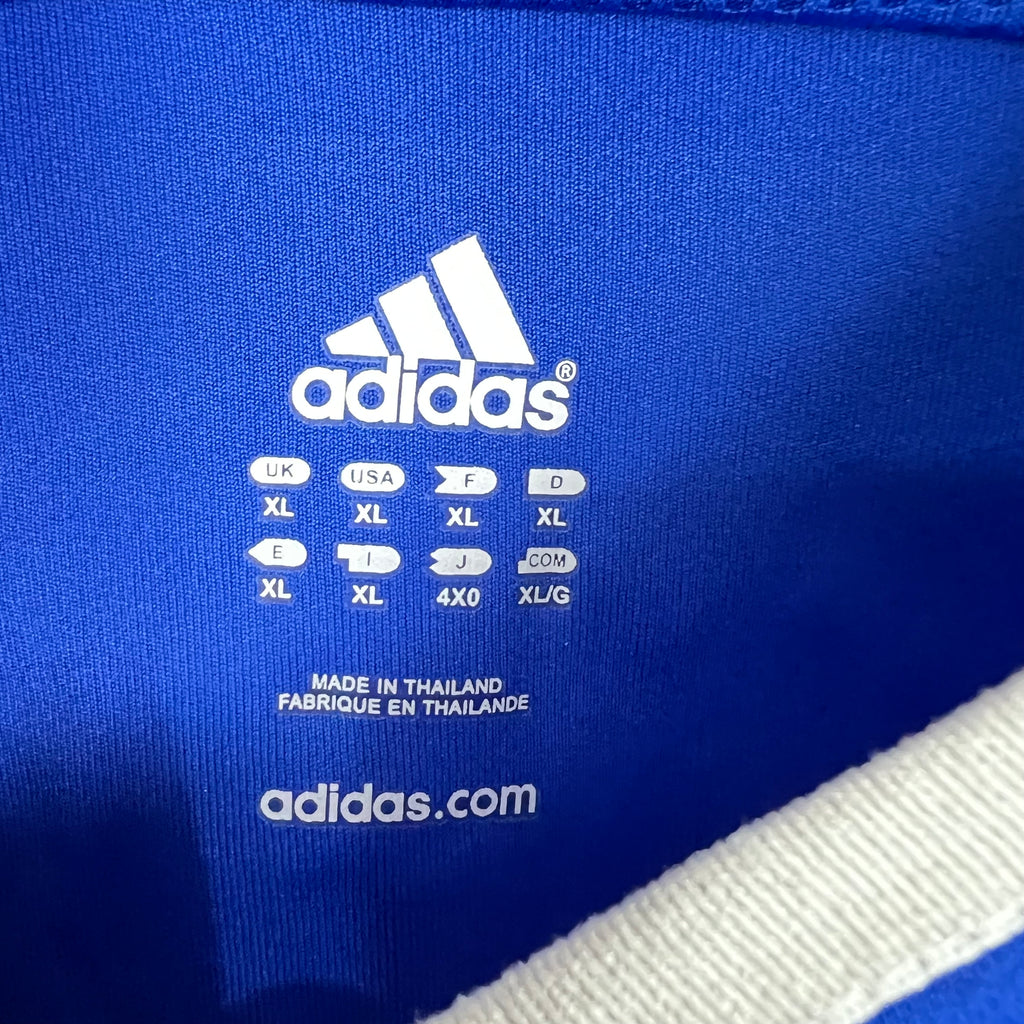 adidas®
UK USA F D
XL XL XL XL
E I J COM
XL XL 4X0 XL/G
MADE IN THAILAND
FABRIQUE EN THAILANDE
adidas.com